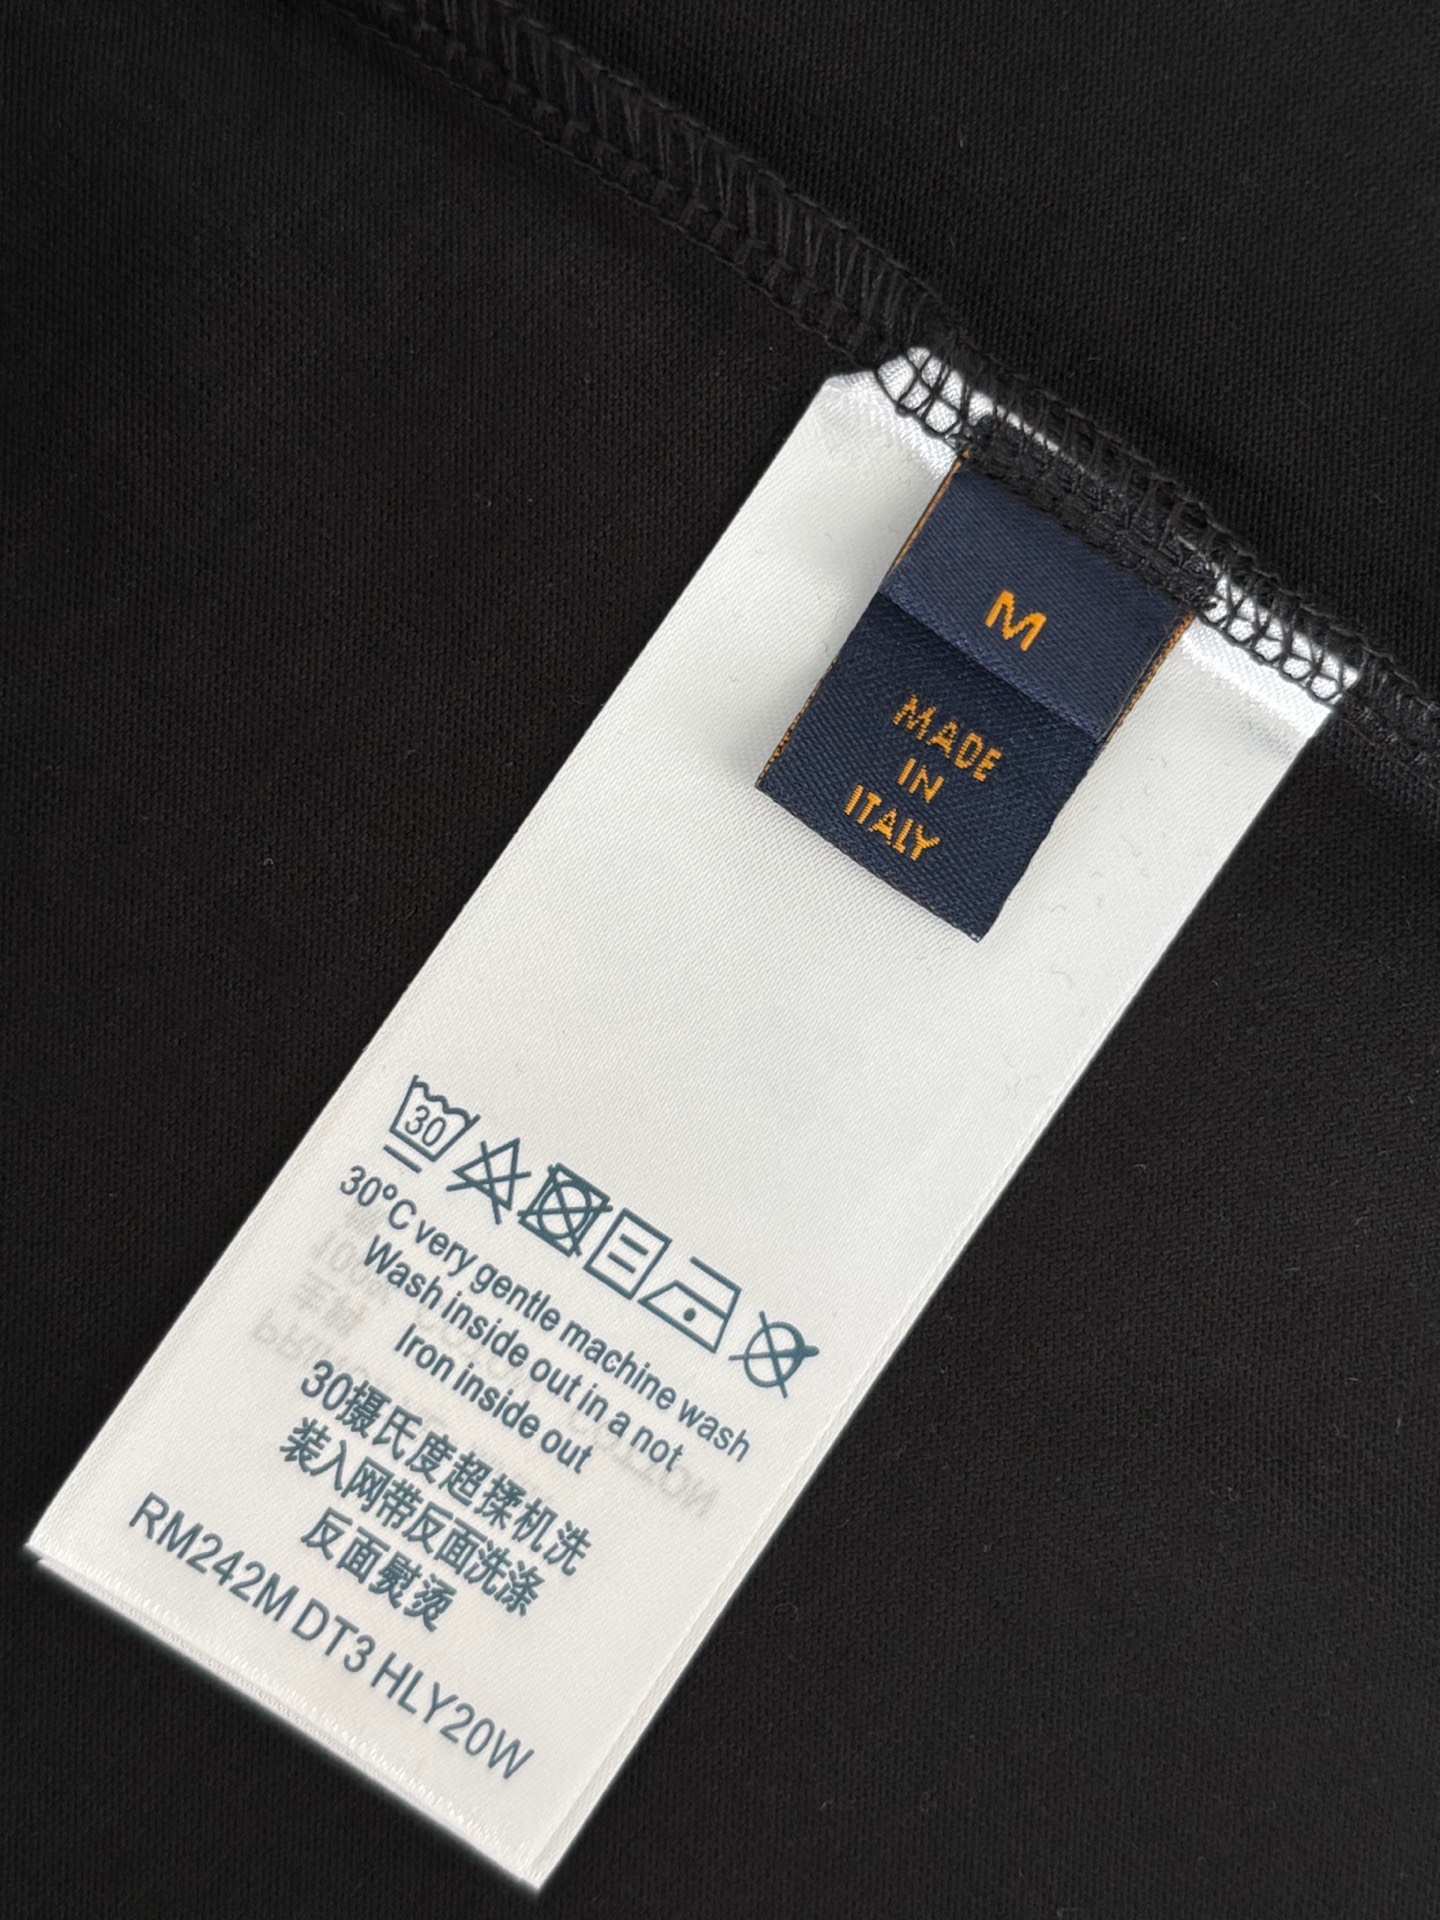 M
MADE
IN
ITALY
30
30°C very gentle machine wash
Wash inside out in a not
Iron inside out
30摄氏度超揉机洗
装入网带反面洗涤
反面熨烫
RM242M DT3 HLY20W